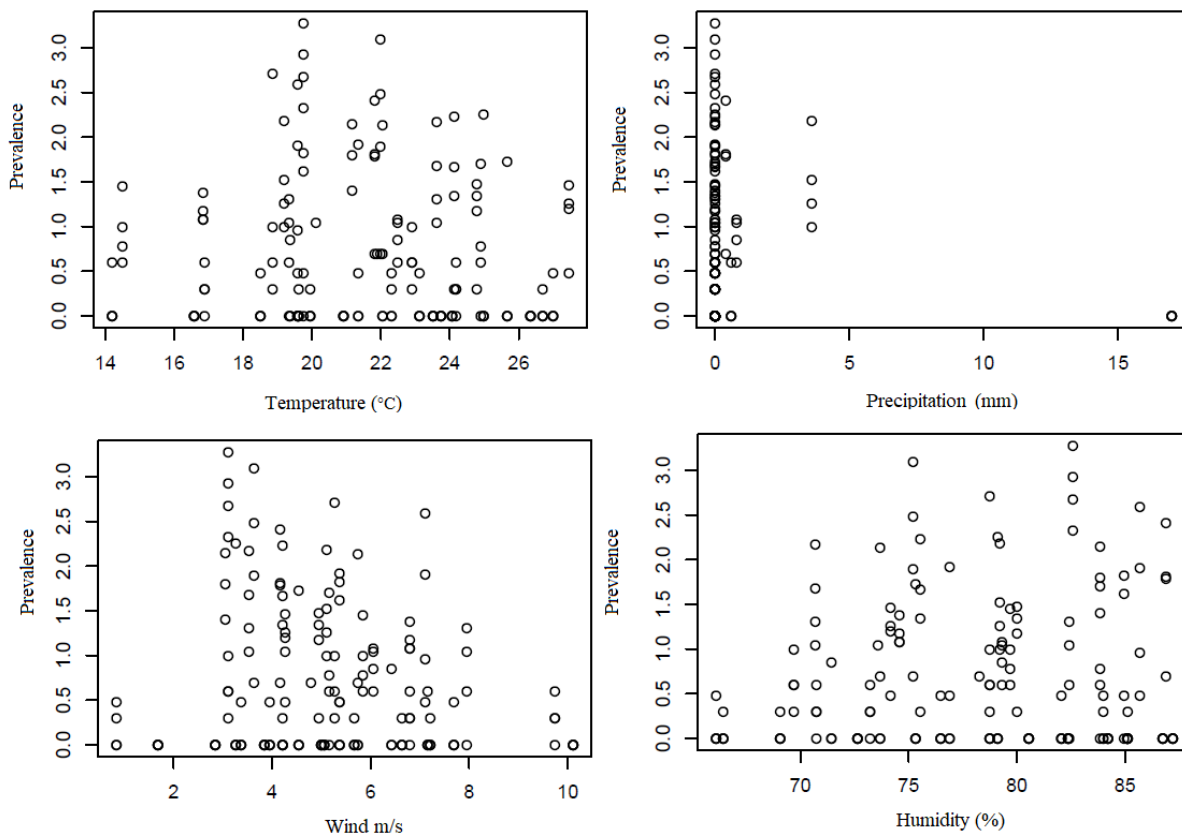 Prevalence
0.0 0.5 1.0 1.5 2.0 2.5 3.0
14 16 18 20 22 24 26
Temperature (°C)
Prevalence
0.0 0.5 1.0 1.5 2.0 2.5 3.0
0 5 10 15
Precipitation (mm)
Prevalence
0.0 0.5 1.0 1.5 2.0 2.5 3.0
2 4 6 8 10
Wind m/s
Prevalence
0.0 0.5 1.0 1.5 2.0 2.5 3.0
70 75 80 85
Humidity (%)